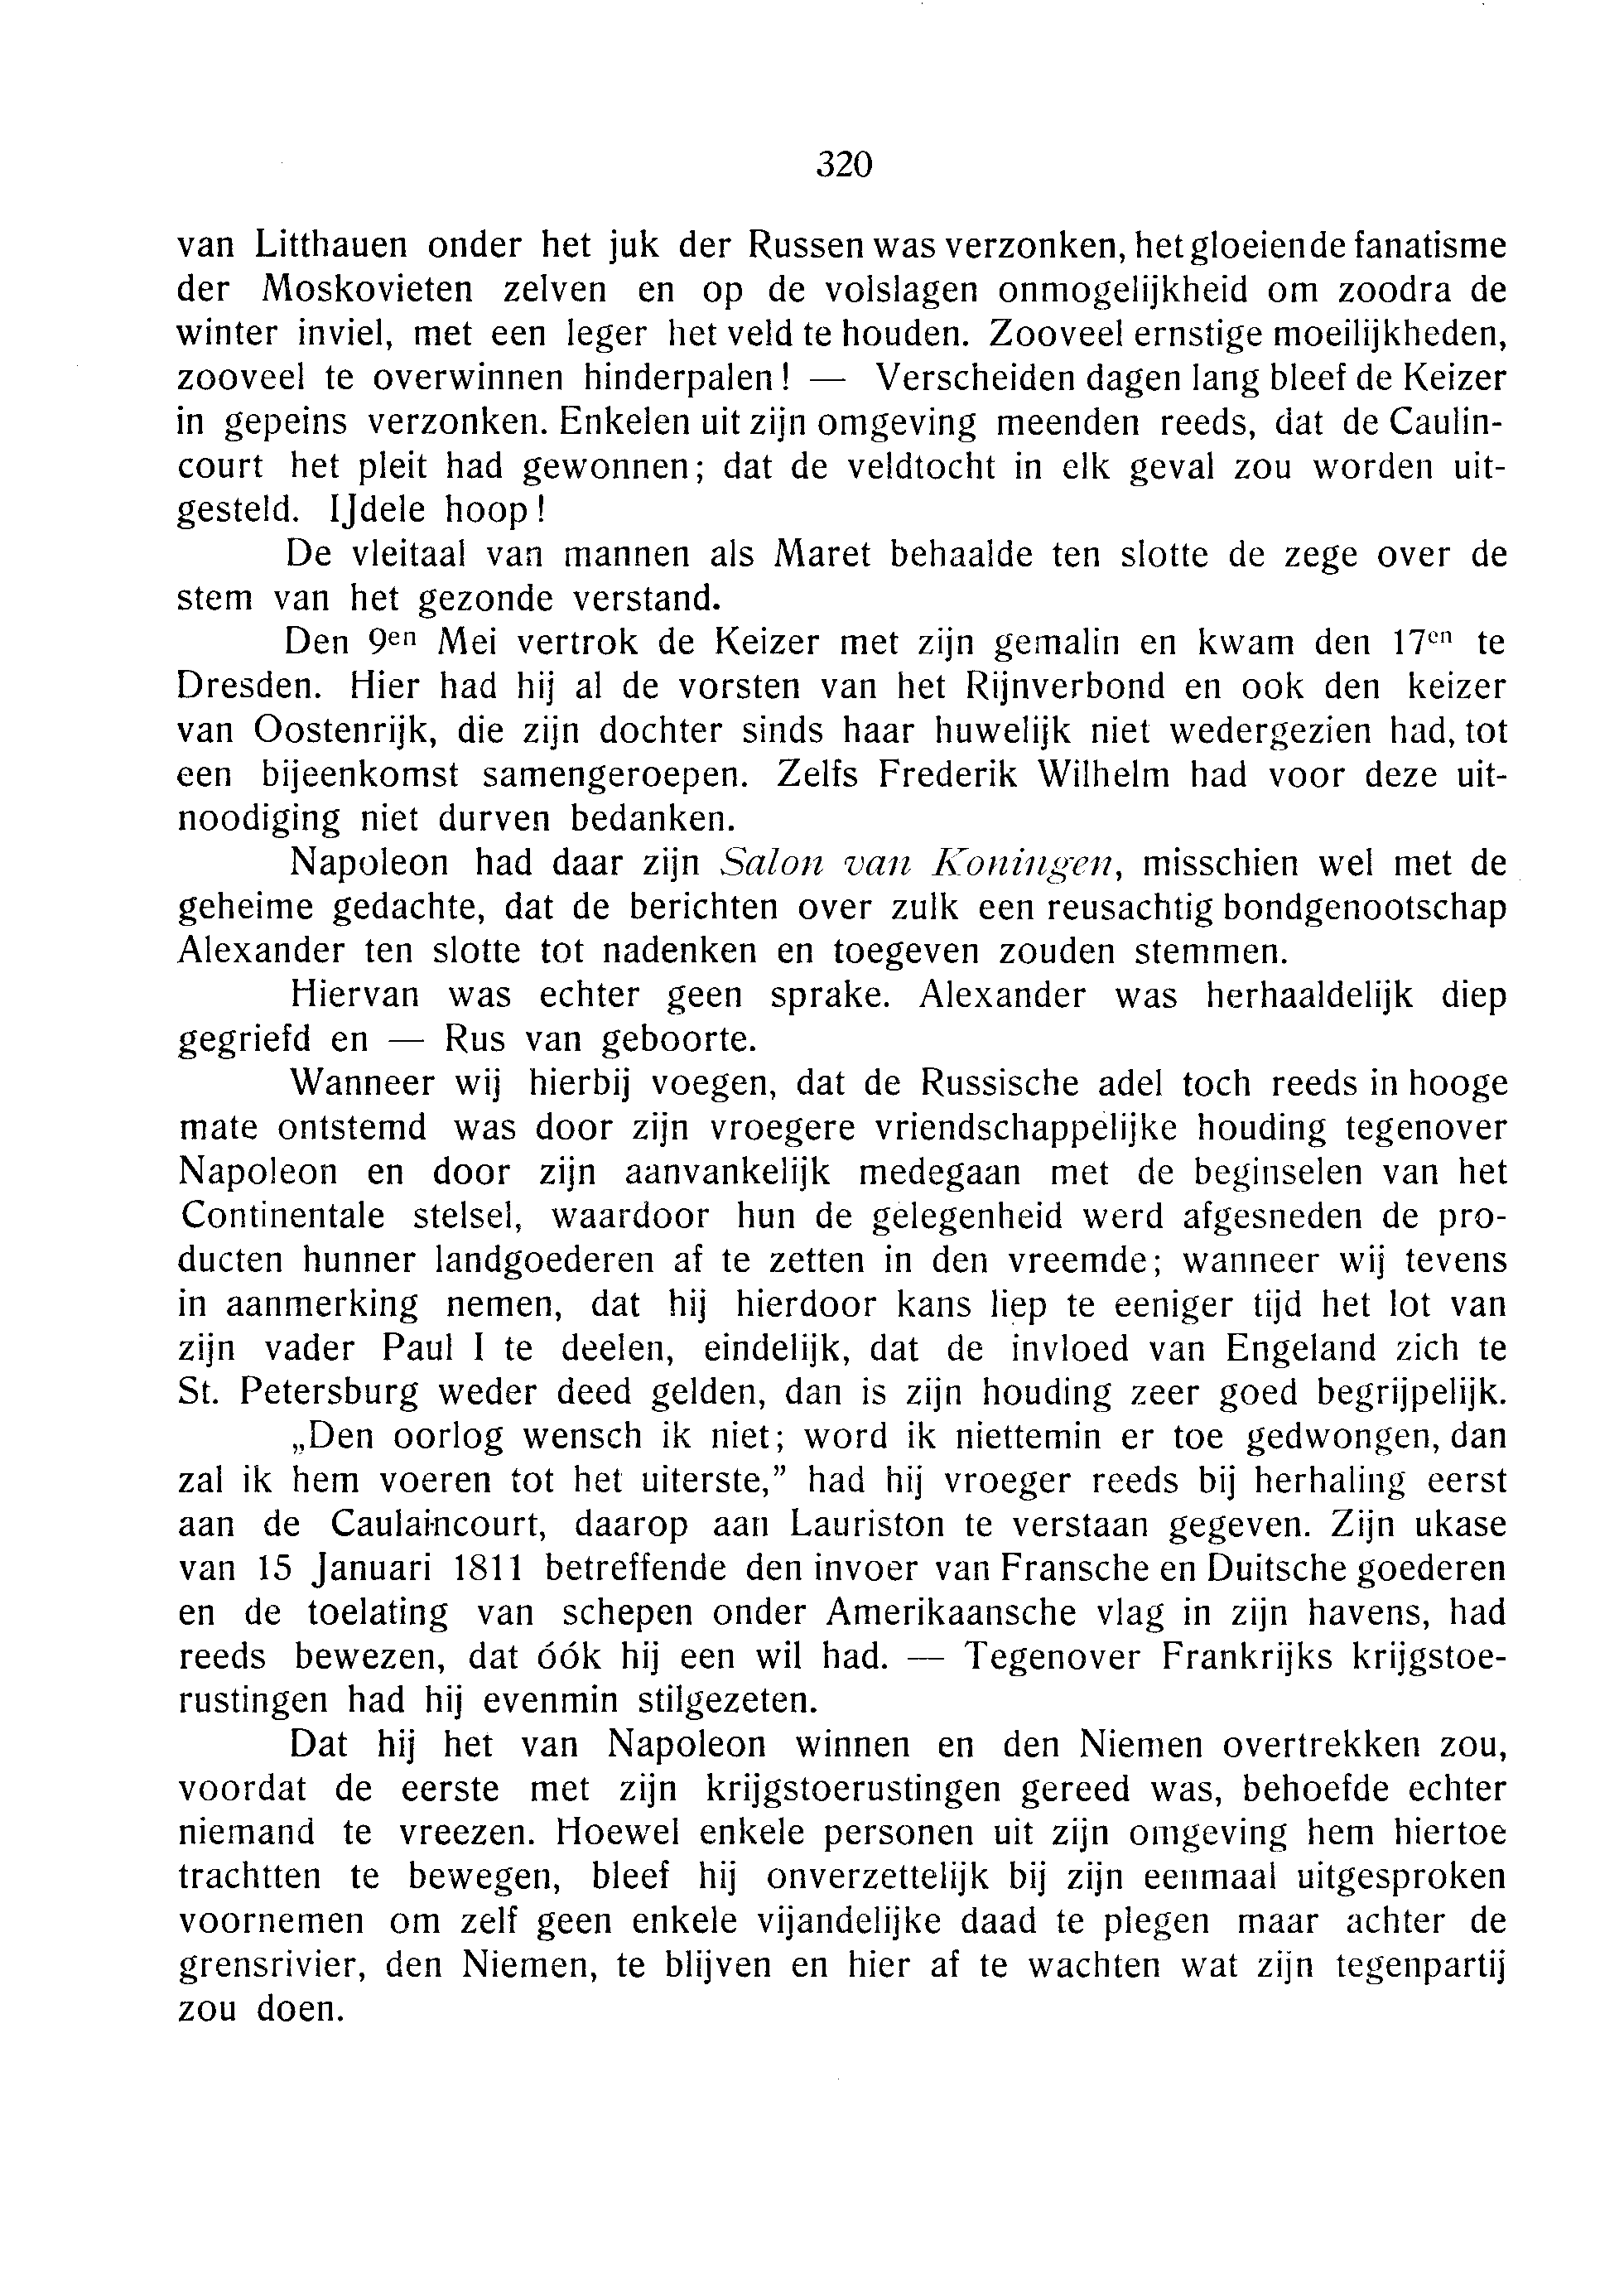 320
van Litthauen onder het juk der Russen was verzonken, het gloeiende fanatisme
der Moskovieten zelven en op de volslagen onmogelijkheid om zoodra de
winter inviel, met een leger het veld te houden. Zooveel ernstige moeilijkheden,
zooveel te overwinnen hinderpalen! — Verscheiden dagen lang bleef de Keizer
in gepeins verzonken. Enkelen uit zijn omgeving meenden reeds, dat de Caulin-
court het pleit had gewonnen; dat de veldtocht in elk geval zou worden uit-
gesteld. IJdele hoop!
De vleitaal van mannen als Maret behaalde ten slotte de zege over de
stem van het gezonde verstand.
Den 9en Mei vertrok de Keizer met zijn gemalin en kwam den 17en te
Dresden. Hier had hij al de vorsten van het Rijnverbond en ook den keizer
van Oostenrijk, die zijn dochter sinds haar huwelijk niet wedergezien had, tot
een bijeenkomst samengeroepen. Zelfs Frederik Wilhelm had voor deze uit-
noodiging niet durven bedanken.
Napoleon had daar zijn Salon van Koningen, misschien wel met de
geheime gedachte, dat de berichten over zulk een reusachtig bondgenootschap
Alexander ten slotte tot nadenken en toegeven zouden stemmen.
Hiervan was echter geen sprake. Alexander was herhaaldelijk diep
gegriefd en — Rus van geboorte.
Wanneer wij hierbij voegen, dat de Russische adel toch reeds in hooge
mate ontstemd was door zijn vroegere vriendschappelijke houding tegenover
Napoleon en door zijn aanvankelijk medegaan met de beginselen van het
Continentale stelsel, waardoor hun de gelegenheid werd afgesneden de pro-
ducten hunner landgoederen af te zetten in den vreemde; wanneer wij tevens
in aanmerking nemen, dat hij hierdoor kans liep te eeniger tijd het lot van
zijn vader Paul I te deelen, eindelijk, dat de invloed van Engeland zich te
St. Petersburg weder deed gelden, dan is zijn houding zeer goed begrijpelijk.
„Den oorlog wensch ik niet; word ik niettemin er toe gedwongen, dan
zal ik hem voeren tot het uiterste,” had hij vroeger reeds bij herhaling eerst
aan de Caulaincourt, daarop aan Lauriston te verstaan gegeven. Zijn ukase
van 15 Januari 1811 betreffende den invoer van Fransche en Duitsche goederen
en de toelating van schepen onder Amerikaansche vlag in zijn havens, had
reeds bewezen, dat óók hij een wil had. — Tegenover Frankrijks krijgstoe-
rustingen had hij evenmin stilgezeten.
Dat hij het van Napoleon winnen en den Niemen overtrekken zou,
voordat de eerste met zijn krijgstoerustingen gereed was, behoefde echter
niemand te vreezen. Hoewel enkele personen uit zijn omgeving hem hiertoe
trachtten te bewegen, bleef hij onverzettelijk bij zijn eenmaal uitgesproken
voornemen om zelf geen enkele vijandelijke daad te plegen maar achter de
grensrivier, den Niemen, te blijven en hier af te wachten wat zijn tegenpartij
zou doen.